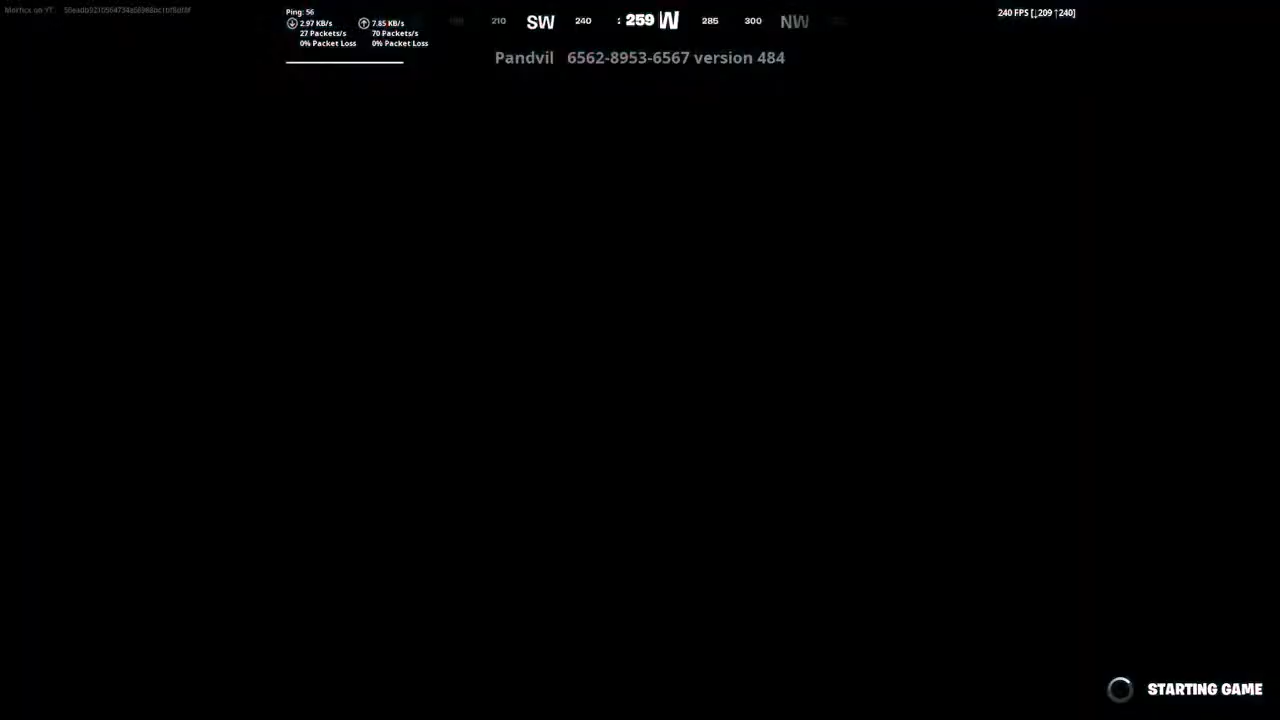 Ping: 56
2.97 KB/s 7.85 KB/s
27 Packets/s 70 Packets/s
0% Packet Loss 0% Packet Loss
210 SW 240 259 W 285 300 NW
240 FPS [↓209 ↑240]
Pandvil 6562-8953-6567 version 484
STARTING GAME